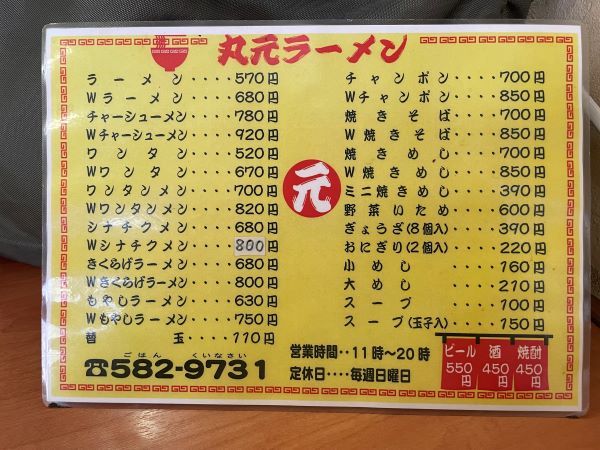 丸元ラーメン
ラーメン‥‥570円
Wラーメン‥‥680円
チャーシューメン‥‥780円
Wチャーシューメン‥‥920円
ワンタン‥‥520円
Wワンタン‥‥670円
ワンタンメン‥‥700円
Wワンタンメン‥‥820円
シナチクメン‥‥680円
Wシナチクメン‥‥800円
きくらげラーメン‥‥680円
Wきくらげラーメン‥‥800円
もやしラーメン‥‥630円
Wもやしラーメン‥‥750円
替玉‥‥110円
ごはん くいなさい
☎582-9731
元
チャンポン‥‥700円
Wチャンポン‥‥850円
焼きそば‥‥700円
W焼きそば‥‥850円
焼きめし‥‥700円
W焼きめし‥‥850円
ミニ焼きめし‥‥390円
野菜いため‥‥600円
ぎょうざ(8個入)‥‥390円
おにぎり(2個入)‥‥220円
小めし‥‥160円
大めし‥‥210円
スープ‥‥100円
スープ(玉子入)‥‥150円
営業時間‥11時〜20時
定休日‥‥毎週日曜日
ビール 550円
酒 450円
焼酎 450円